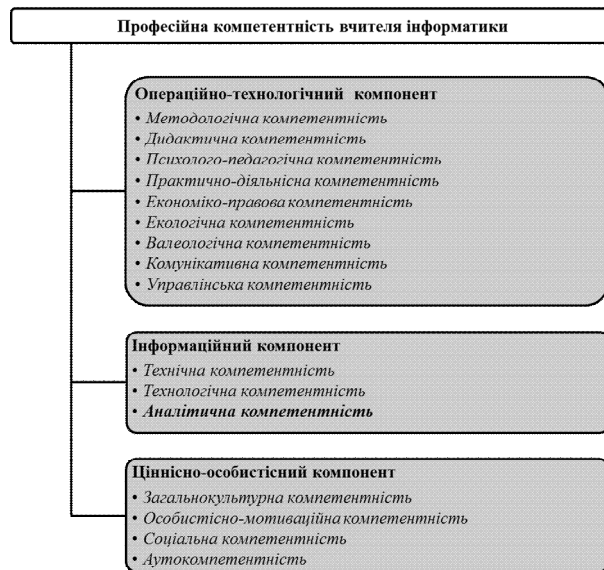 Професійна компетентність вчителя інформатики
Операційно-технологічний компонент
• Методологічна компетентність
• Дидактична компетентність
• Психолого-педагогічна компетентність
• Практично-діяльнісна компетентність
• Економіко-правова компетентність
• Екологічна компетентність
• Валеологічна компетентність
• Комунікативна компетентність
• Управлінська компетентність
Інформаційний компонент
• Технічна компетентність
• Технологічна компетентність
• Аналітична компетентність
Ціннісно-особистісний компонент
• Загальнокультурна компетентність
• Особистісно-мотиваційна компетентність
• Соціальна компетентність
• Аутокомпетентність